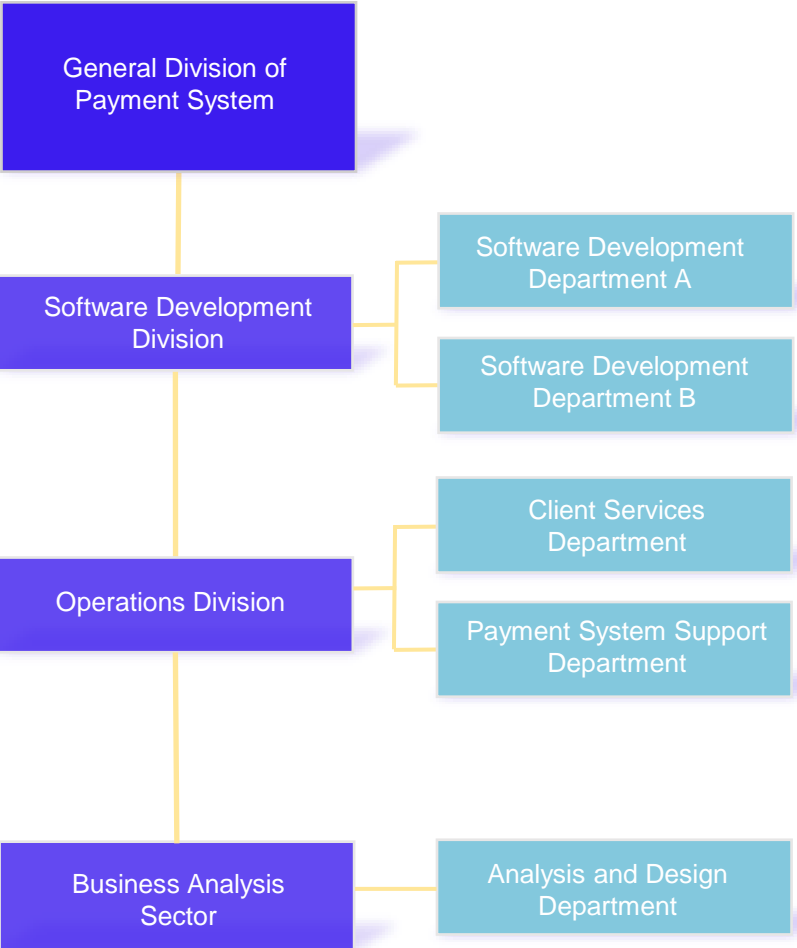 General Division of
Payment System
Software Development
Department A
Software Development
Division
Software Development
Department B
Client Services
Department
Operations Division
Payment System Support
Department
Business Analysis
Sector
Analysis and Design
Department